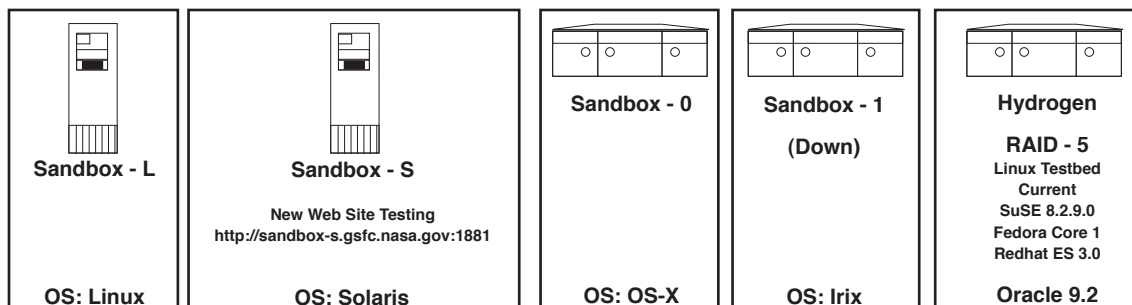 Sandbox - L
OS: Linux
Sandbox - S
New Web Site Testing
http://sandbox-s.gsfc.nasa.gov:1881
OS: Solaris
Sandbox - 0
OS: OS-X
Sandbox - 1
(Down)
OS: Irix
Hydrogen
RAID - 5
Linux Testbed
Current
SuSE 8.2.9.0
Fedora Core 1
Redhat ES 3.0
Oracle 9.2